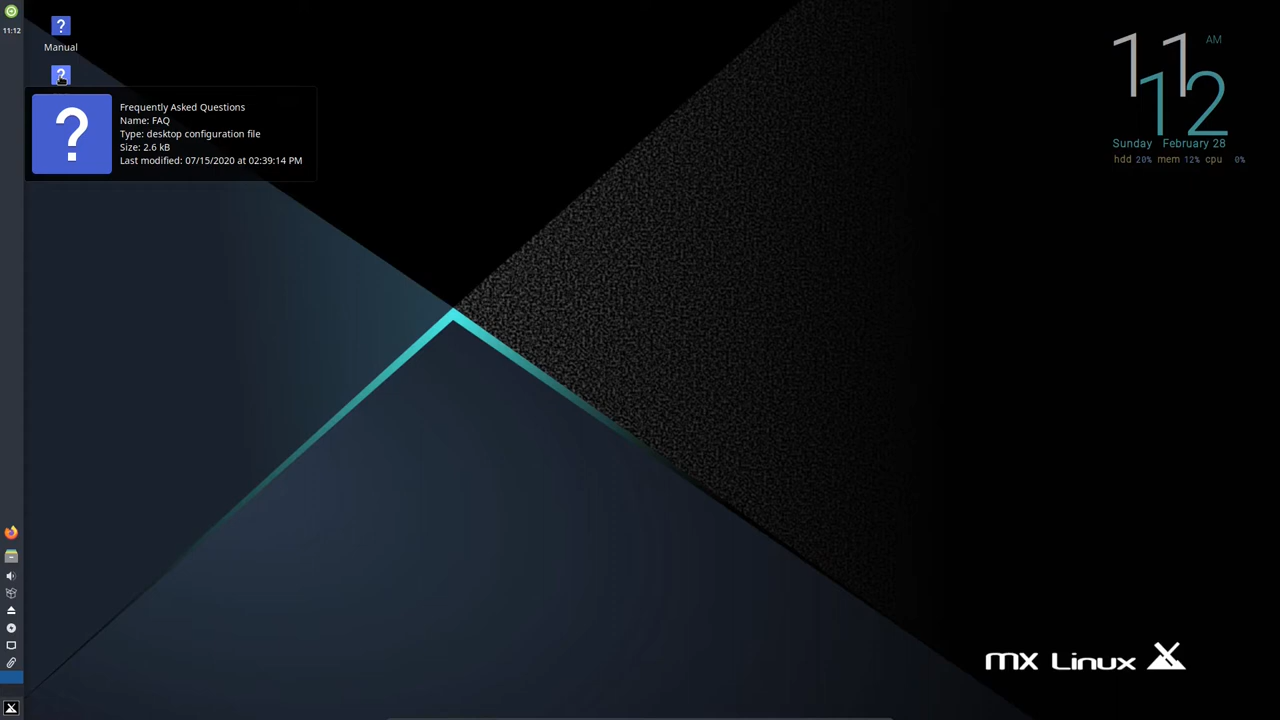 11:12
Manual
Frequently Asked Questions
Name: FAQ
Type: desktop configuration file
Size: 2.6 kB
Last modified: 07/15/2020 at 02:39:14 PM
11 AM
12
Sunday February 28
hdd 20% mem 12% cpu 0%
MX Linux